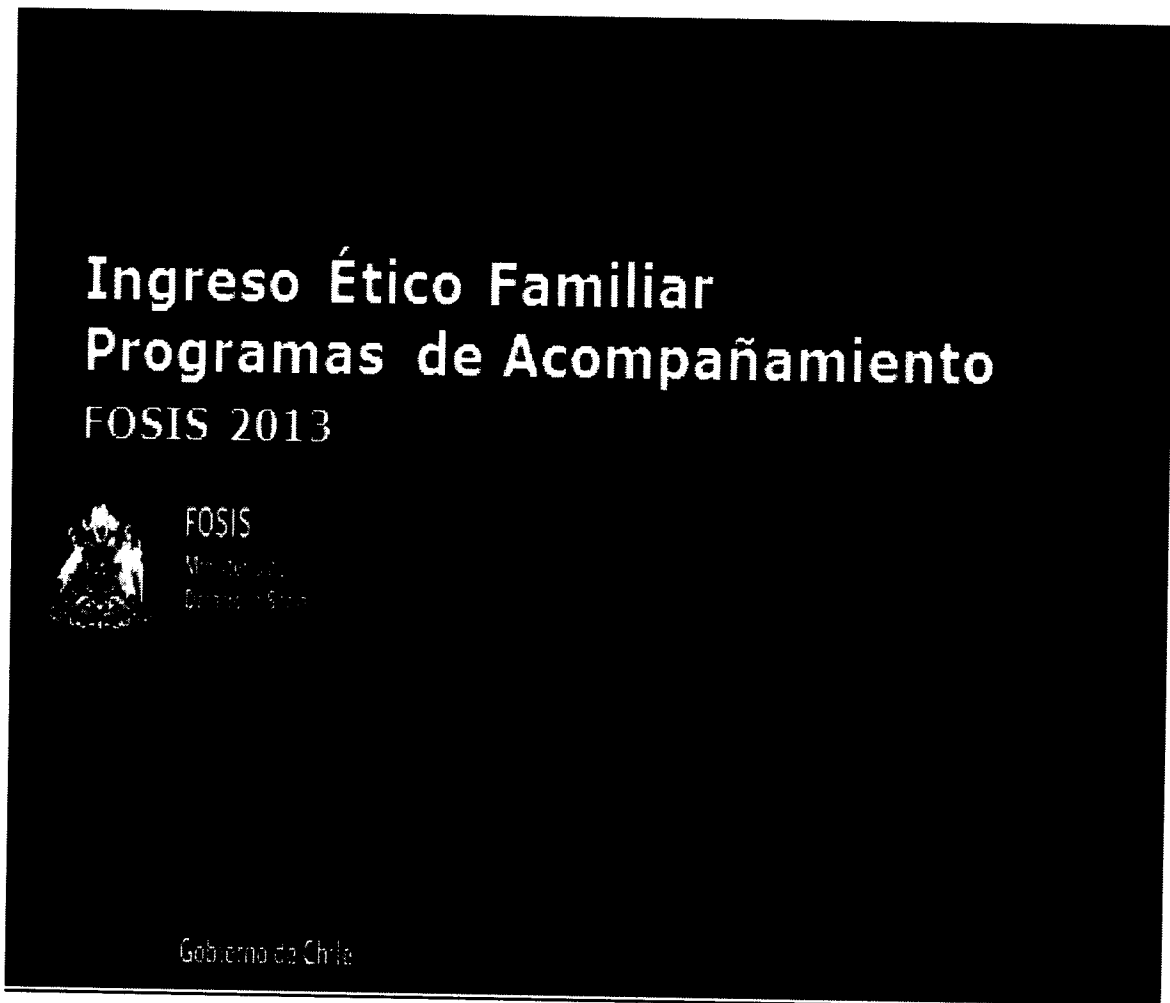 Ingreso Ético Familiar
Programas de Acompañamiento
FOSIS 2013
FOSIS
Gobierno de Chile